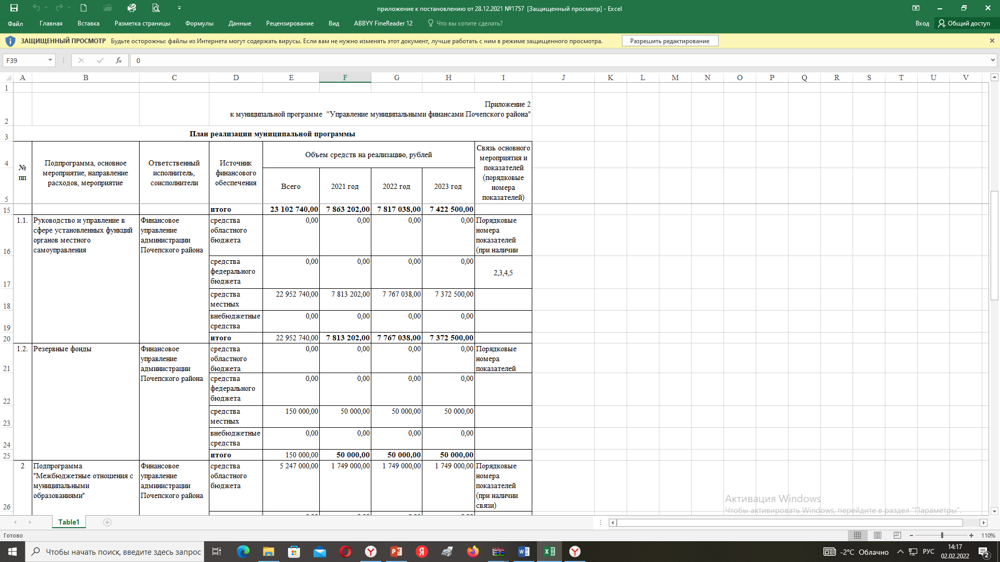 приложение к постановлению от 28.12.2021 №1757 [Защищенный просмотр] - Excel
Файл Главная Вставка Разметка страницы Формулы Данные Рецензирование Вид ABBYY FineReader 12 Что вы хотите сделать? Вход Общий доступ
ЗАЩИЩЕННЫЙ ПРОСМОТР Будьте осторожны: файлы из Интернета могут содержать вирусы. Если вам не нужно изменять этот документ, лучше работать с ним в режиме защищенного просмотра. Разрешить редактирование
F39 fx 0
A B C D E F G H I J K L M N O P Q R S T U V
1
Приложение 2
к муниципальной программе "Управление муниципальными финансами Почепского района"
2
План реализации муниципальной программы
3
№
пп
Подпрограмма, основное
мероприятие, направление
расходов, мероприятие
Ответственный
исполнитель,
соисполнители
Источник
финансового
обеспечения
Объем средств на реализацию, рублей
Всего 2021 год 2022 год 2023 год
Связь основного
мероприятия и
показателей
(порядковые
номера
показателей)
4
5
15 итого 23 102 740,00 7 863 202,00 7 817 038,00 7 422 500,00
1.1. Руководство и управление в
сфере установленных функций
органов местного
самоуправления
Финансовое
управление
администрации
Почепского района
средства
областного
бюджета
0,00 0,00 0,00 0,00
Порядковые
номера
показателей
(при наличии
16
средства
федерального
бюджета
0,00 0,00 0,00 0,00
2,3,4,5
17
средства
местных
22 952 740,00 7 813 202,00 7 767 038,00 7 372 500,00
18
внебюджетные
средства
0,00 0,00 0,00 0,00
19
20 итого 22 952 740,00 7 813 202,00 7 767 038,00 7 372 500,00
1.2. Резервные фонды
Финансовое
управление
администрации
Почепского района
средства
областного
бюджета
0,00 0,00 0,00 0,00
Порядковые
номера
показателей
21
средства
федерального
бюджета
0,00 0,00 0,00 0,00
22
средства
местных
150 000,00 50 000,00 50 000,00 50 000,00
23
внебюджетные
средства
0,00 0,00 0,00 0,00
24
25 итого 150 000,00 50 000,00 50 000,00 50 000,00
2 Подпрограмма
"Межбюджетные отношения с
муниципальными
образованиями"
Финансовое
управление
администрации
Почепского района
средства
областного
бюджета
5 247 000,00 1 749 000,00 1 749 000,00 1 749 000,00
Порядковые
номера
показателей
(при наличии
связи)
26
Активация Windows
Чтобы активировать Windows, перейдите в раздел "Параметры".
Table1
Готово 110%
Чтобы начать поиск, введите здесь запрос
-2°C Облачно РУС
14:17
02.02.2022
2